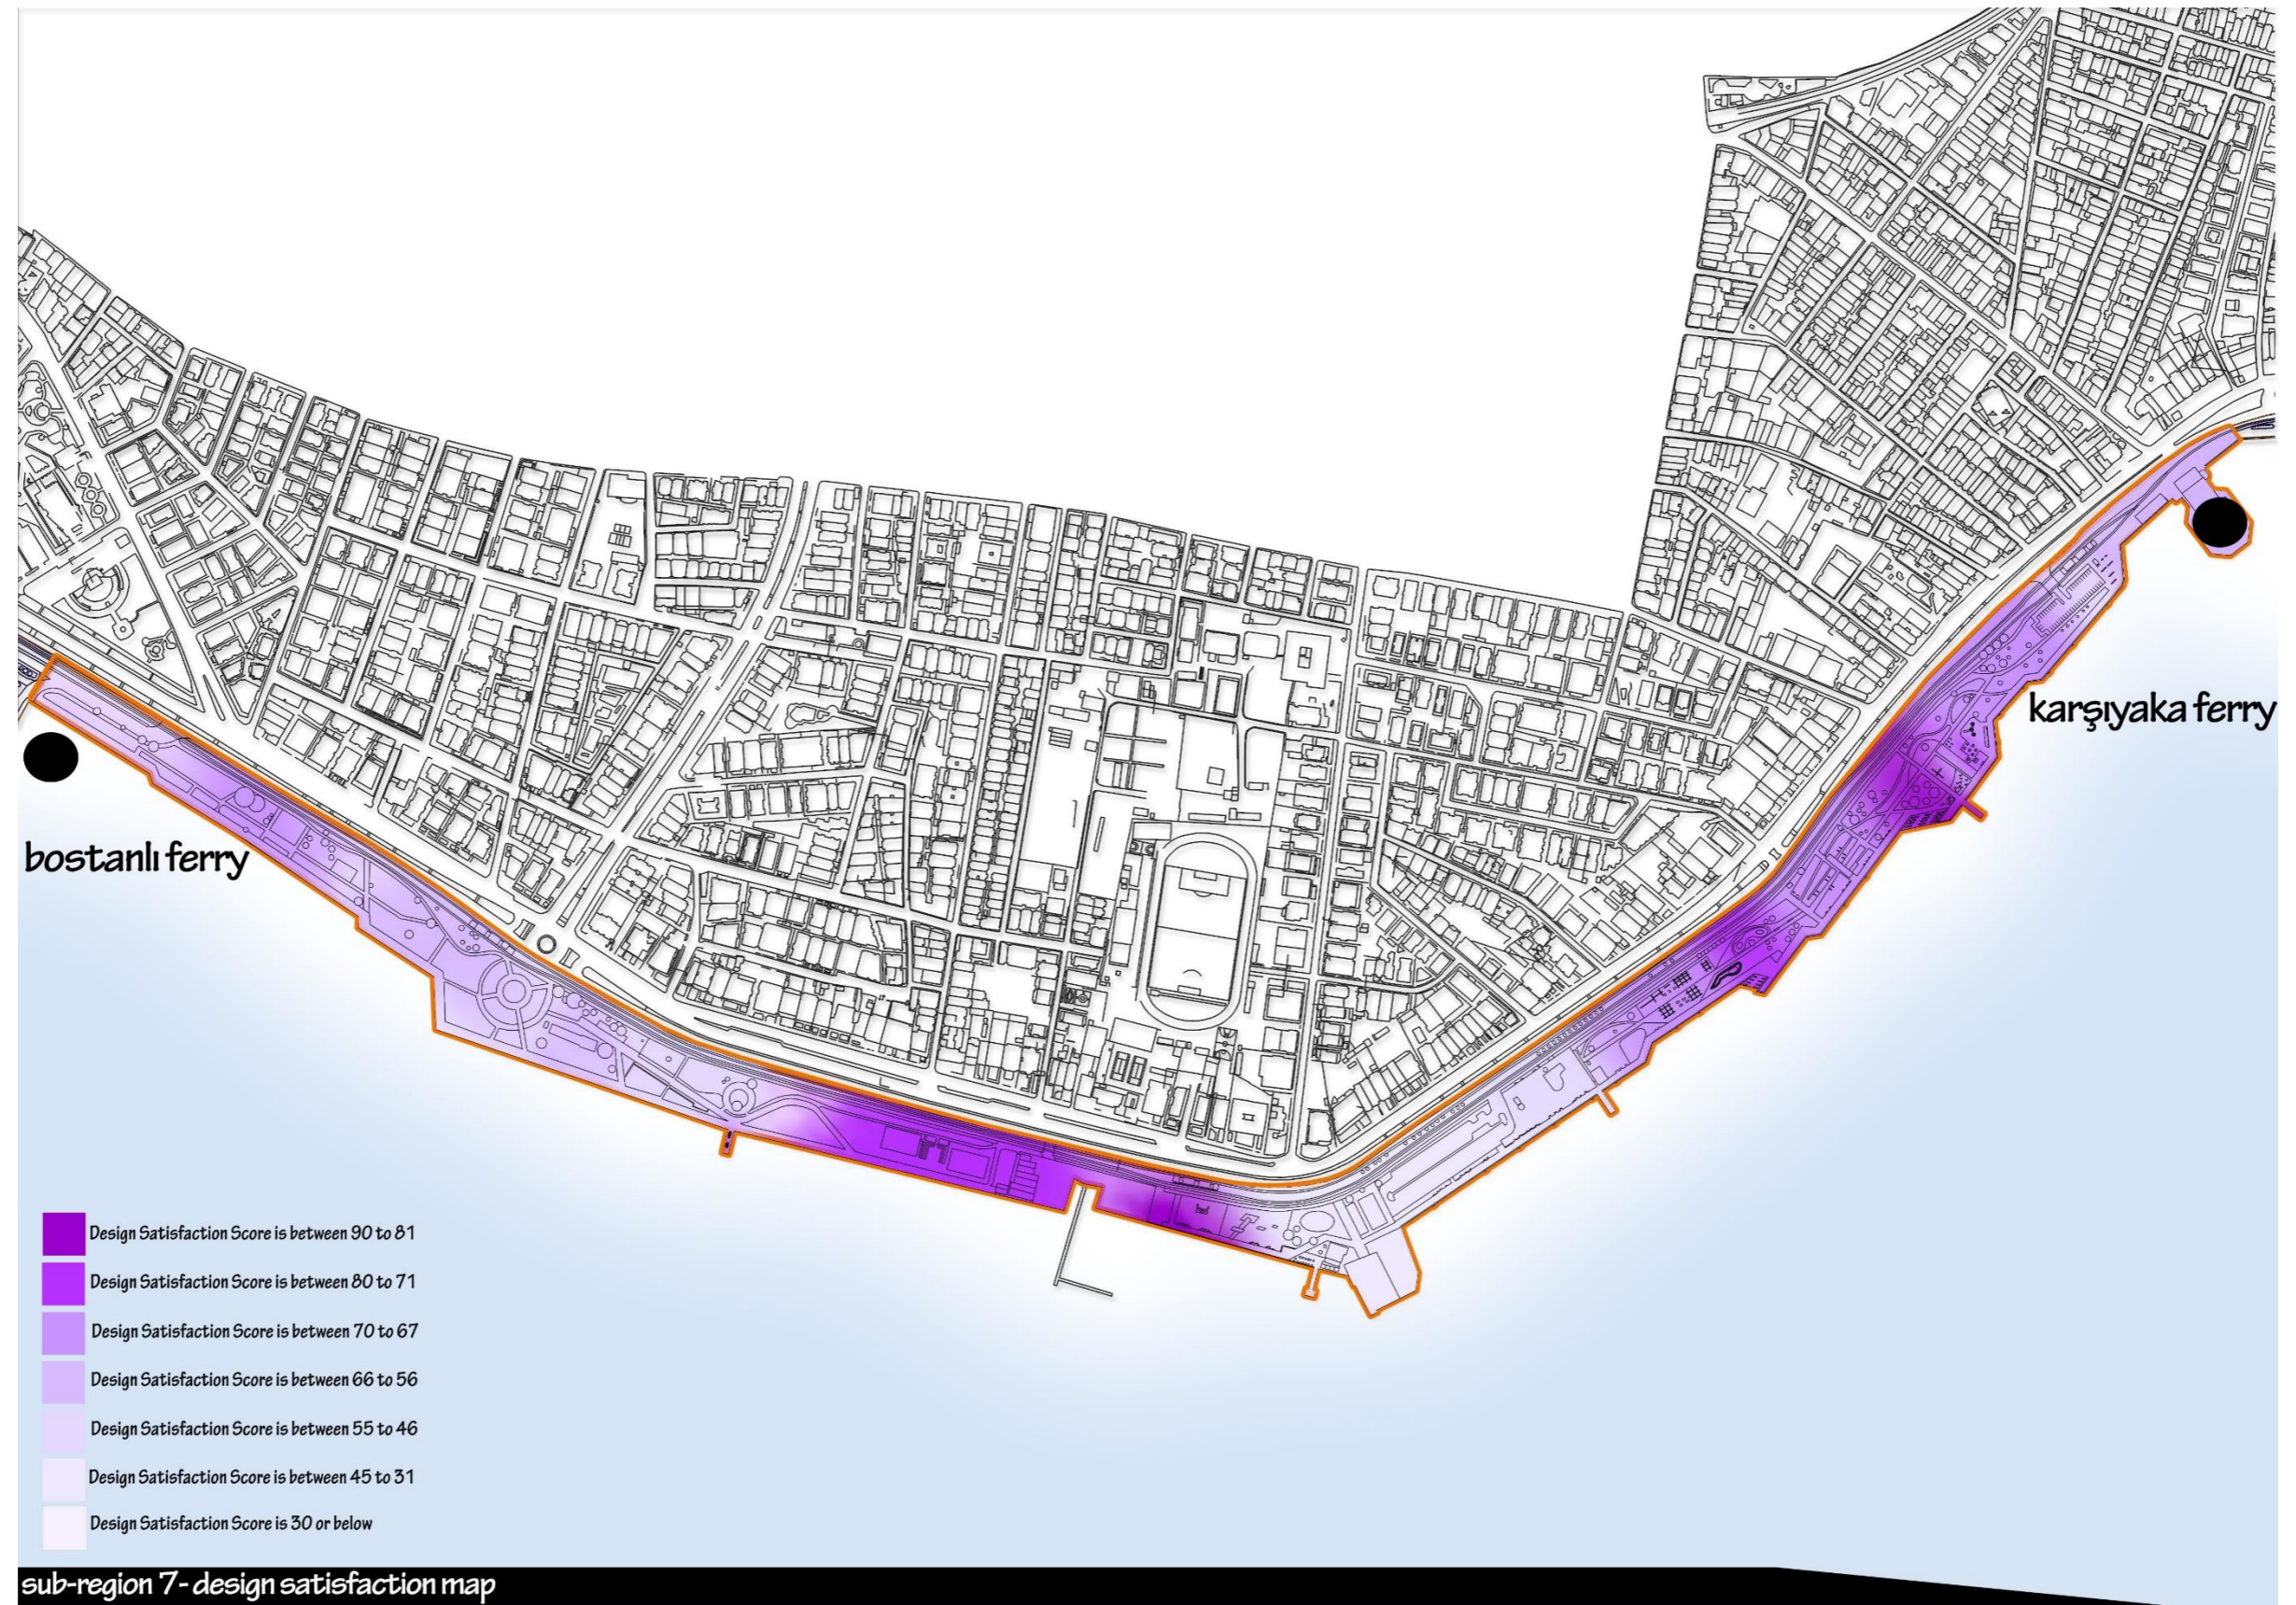 karşıyaka ferry
bostanlı ferry
Design Satisfaction Score is between 90 to 81
Design Satisfaction Score is between 80 to 71
Design Satisfaction Score is between 70 to 67
Design Satisfaction Score is between 66 to 56
Design Satisfaction Score is between 55 to 46
Design Satisfaction Score is between 45 to 31
Design Satisfaction Score is 30 or below
sub-region 7- design satisfaction map